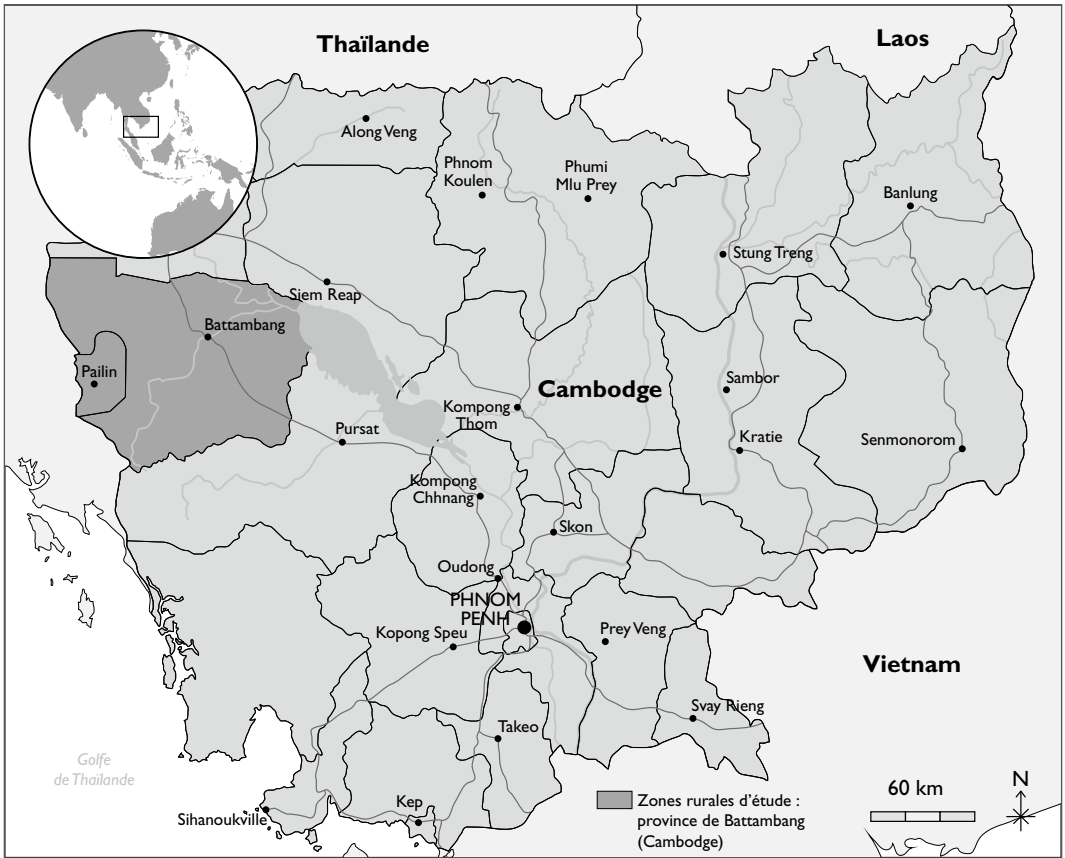 Thaïlande
Laos
Along Veng
Phnom
Koulen
Phumi
Mlu Prey
Banlung
Stung Treng
Siem Reap
Battambang
Pailin
Cambodge
Sambor
Kompong
Thom
Pursat
Kratie
Senmonorom
Kompong
Chhnang
Skon
Oudong
PHNOM
PENH
Kopong Speu
Prey Veng
Vietnam
Svay Rieng
Takeo
Golfe
de Thaïlande
Sihanoukville
Kep
60 km
N
Zones rurales d'étude :
province de Battambang
(Cambodge)